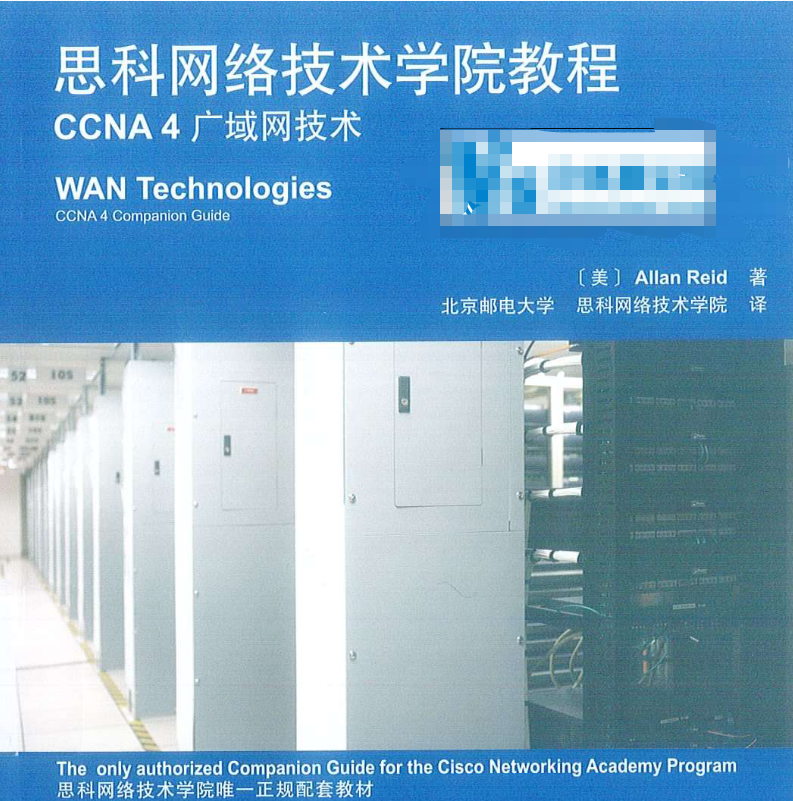 思科网络技术学院教程
CCNA 4 广域网技术
WAN Technologies
CCNA 4 Companion Guide
〔美〕 Allan Reid 著
北京邮电大学 思科网络技术学院 译
52 105
The only authorized Companion Guide for the Cisco Networking Academy Program
思科网络技术学院唯一正规配套教材